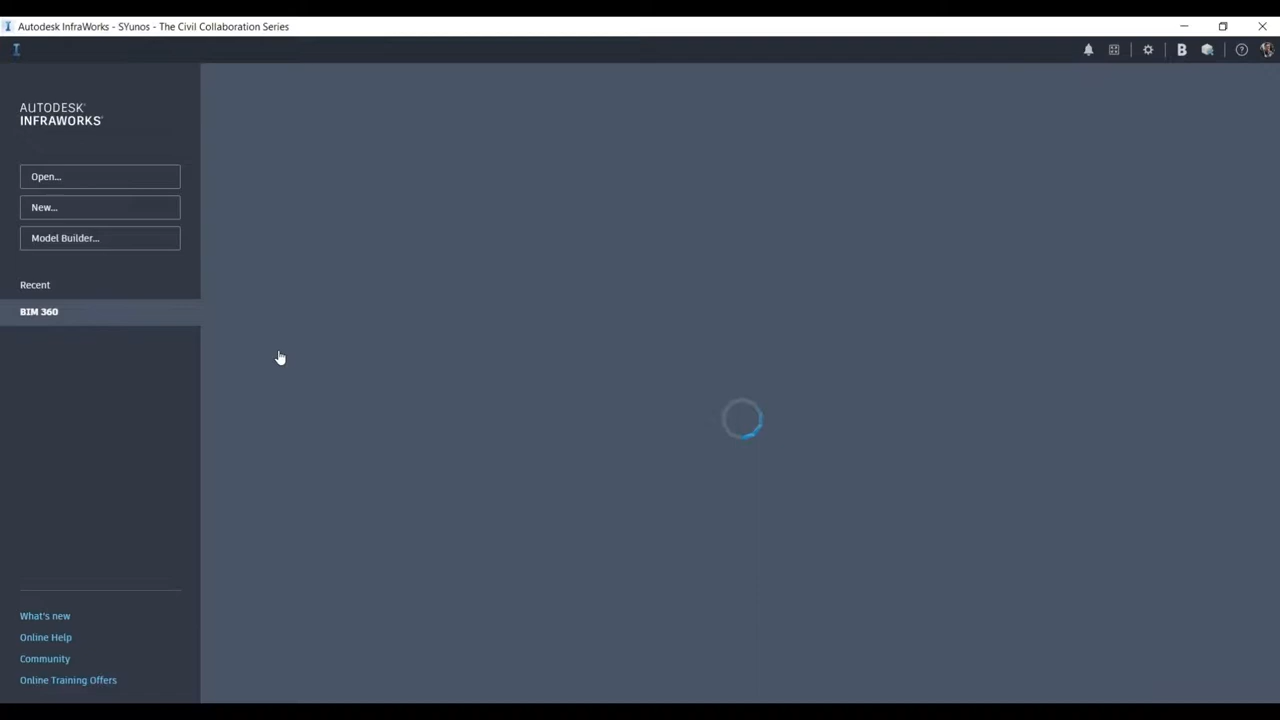 Autodesk InfraWorks - SYunos - The Civil Collaboration Series
AUTODESK®
INFRAWORKS®
Open...
New...
Model Builder...
Recent
BIM 360
What's new
Online Help
Community
Online Training Offers